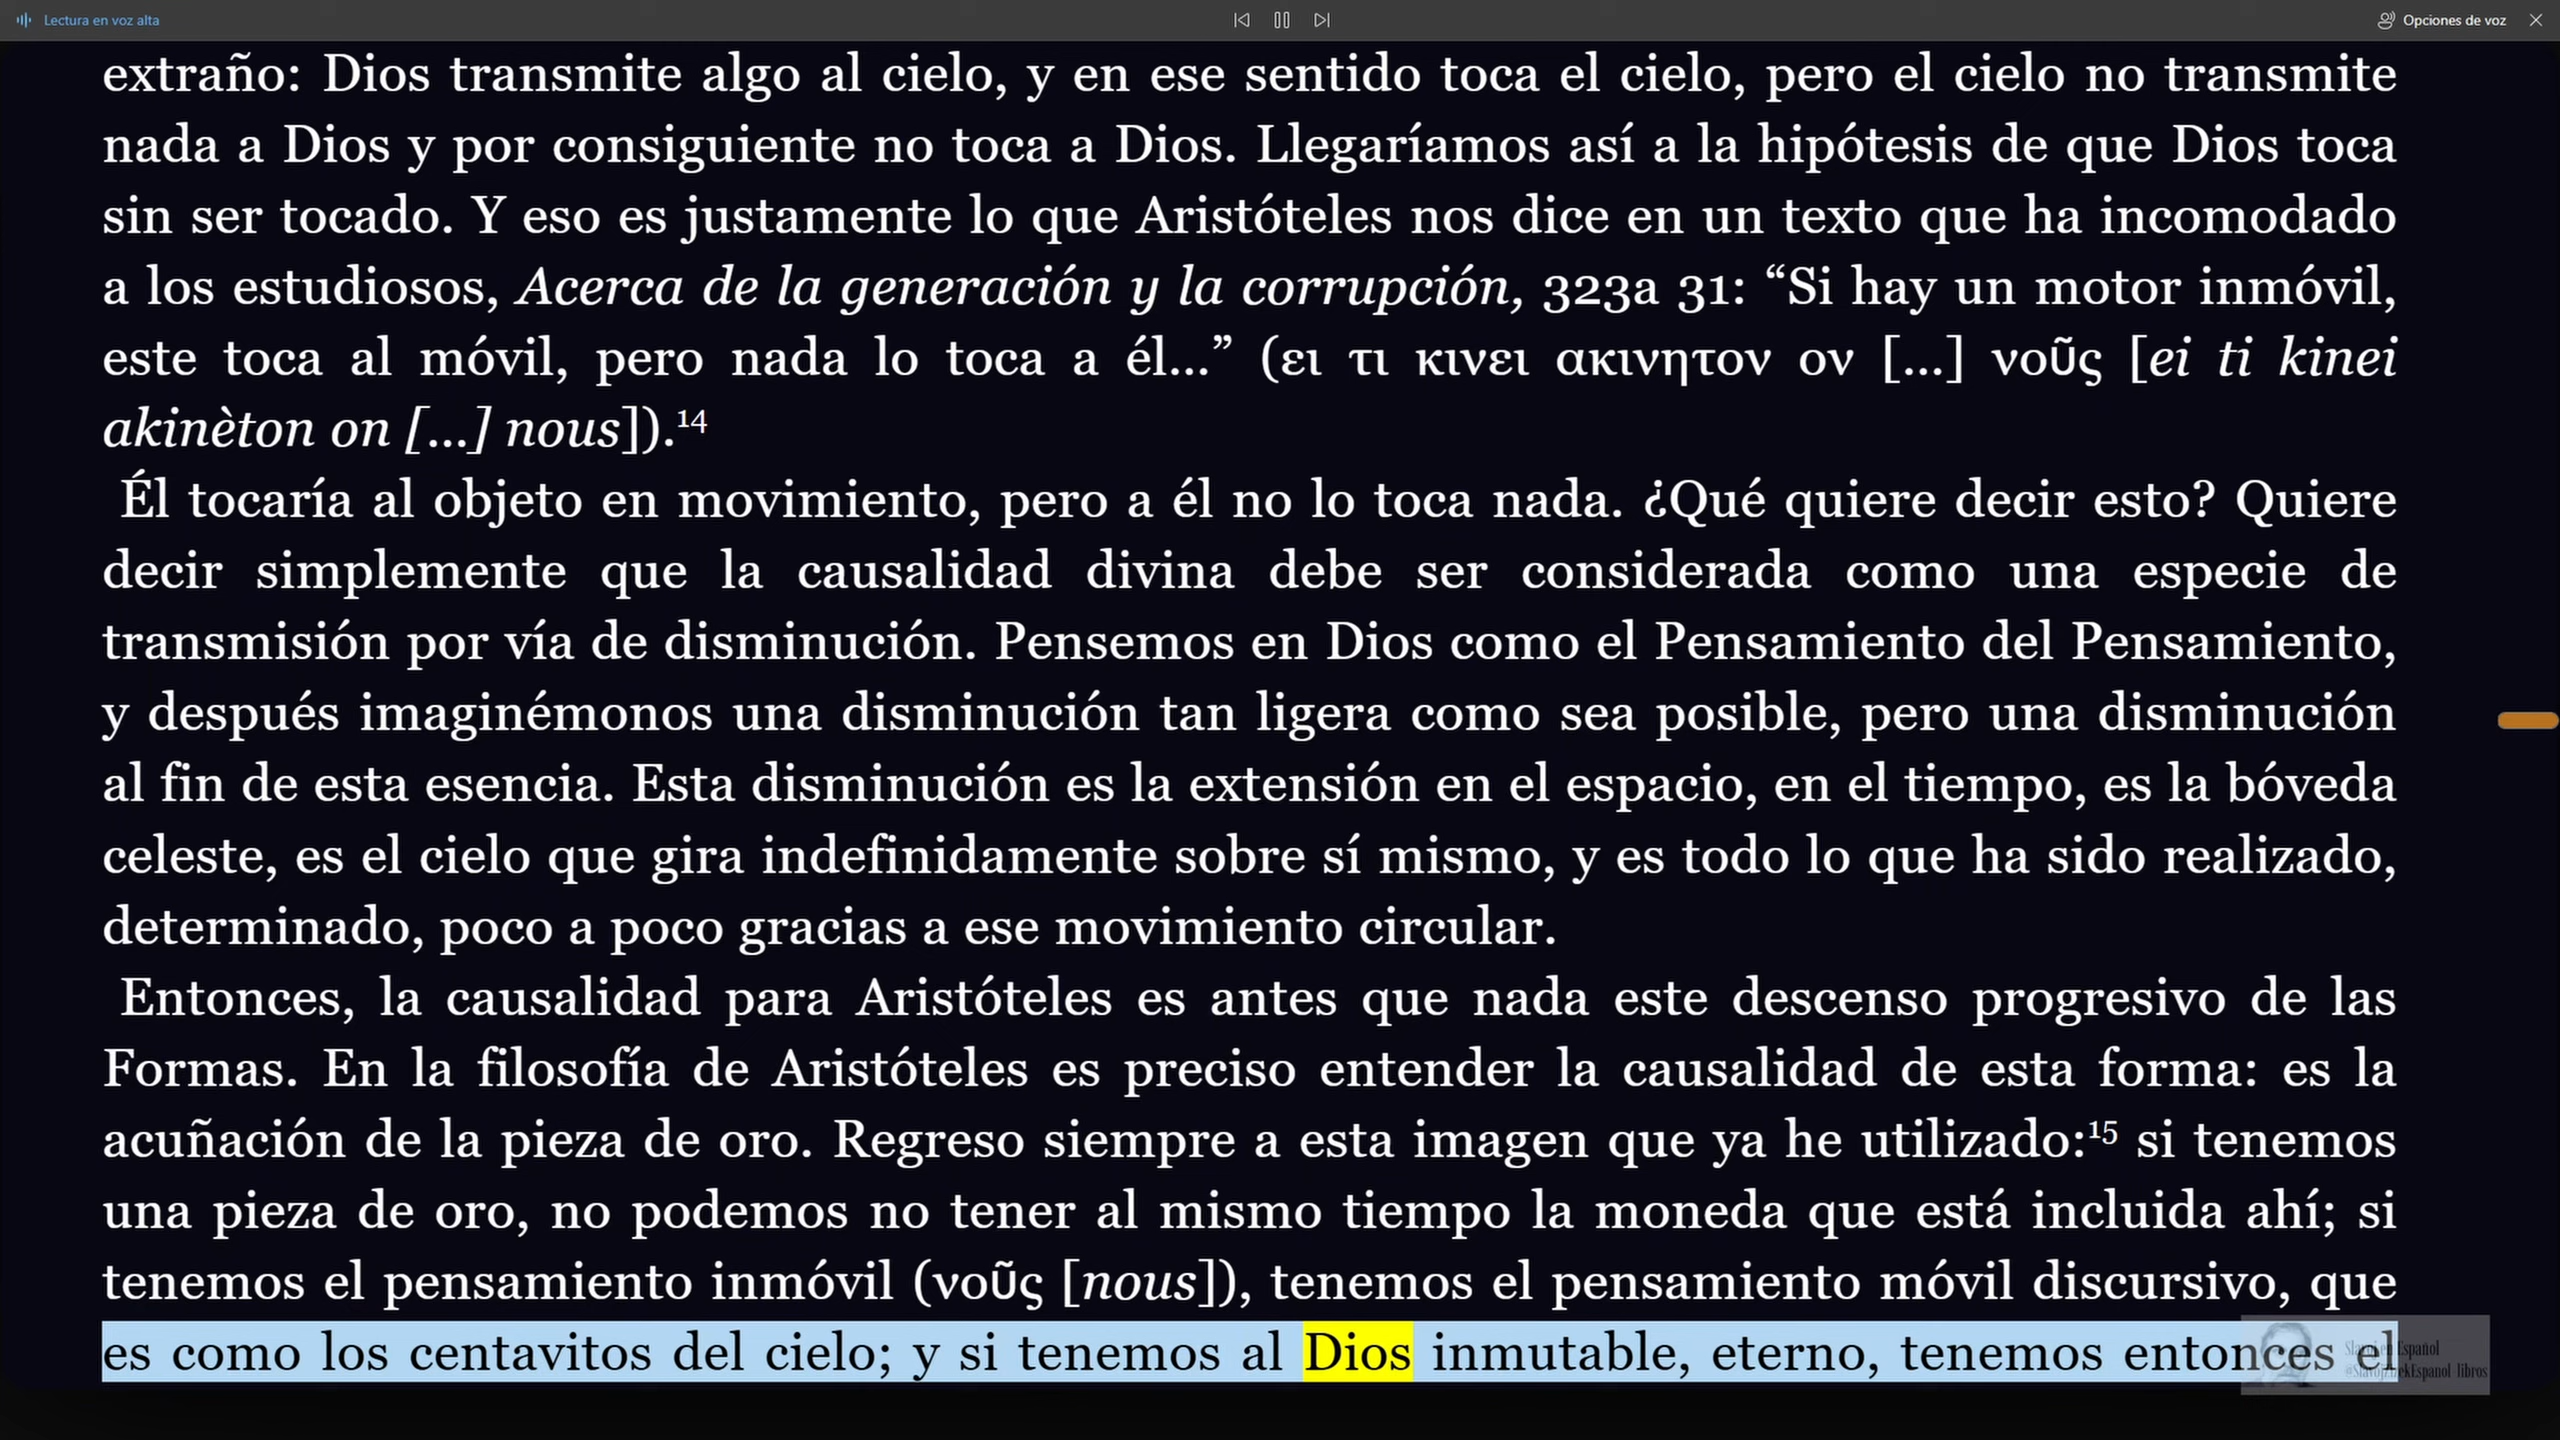 Lectura en voz alta
Opciones de voz
extraño: Dios transmite algo al cielo, y en ese sentido toca el cielo, pero el cielo no transmite
nada a Dios y por consiguiente no toca a Dios. Llegaríamos así a la hipótesis de que Dios toca
sin ser tocado. Y eso es justamente lo que Aristóteles nos dice en un texto que ha incomodado
a los estudiosos, Acerca de la generación y la corrupción, 323a 31: “Si hay un motor inmóvil,
este toca al móvil, pero nada lo toca a él...” (ει τι κινει ακινητον ον [...] νοῦς [ei ti kinei
akinèton on [...] nous]).14
Él tocaría al objeto en movimiento, pero a él no lo toca nada. ¿Qué quiere decir esto? Quiere
decir simplemente que la causalidad divina debe ser considerada como una especie de
transmisión por vía de disminución. Pensemos en Dios como el Pensamiento del Pensamiento,
y después imaginémonos una disminución tan ligera como sea posible, pero una disminución
al fin de esta esencia. Esta disminución es la extensión en el espacio, en el tiempo, es la bóveda
celeste, es el cielo que gira indefinidamente sobre sí mismo, y es todo lo que ha sido realizado,
determinado, poco a poco gracias a ese movimiento circular.
Entonces, la causalidad para Aristóteles es antes que nada este descenso progresivo de las
Formas. En la filosofía de Aristóteles es preciso entender la causalidad de esta forma: es la
acuñación de la pieza de oro. Regreso siempre a esta imagen que ya he utilizado:15 si tenemos
una pieza de oro, no podemos no tener al mismo tiempo la moneda que está incluida ahí; si
tenemos el pensamiento inmóvil (νοῦς [nous]), tenemos el pensamiento móvil discursivo, que
es como los centavitos del cielo; y si tenemos al Dios inmutable, eterno, tenemos entonces el
Español